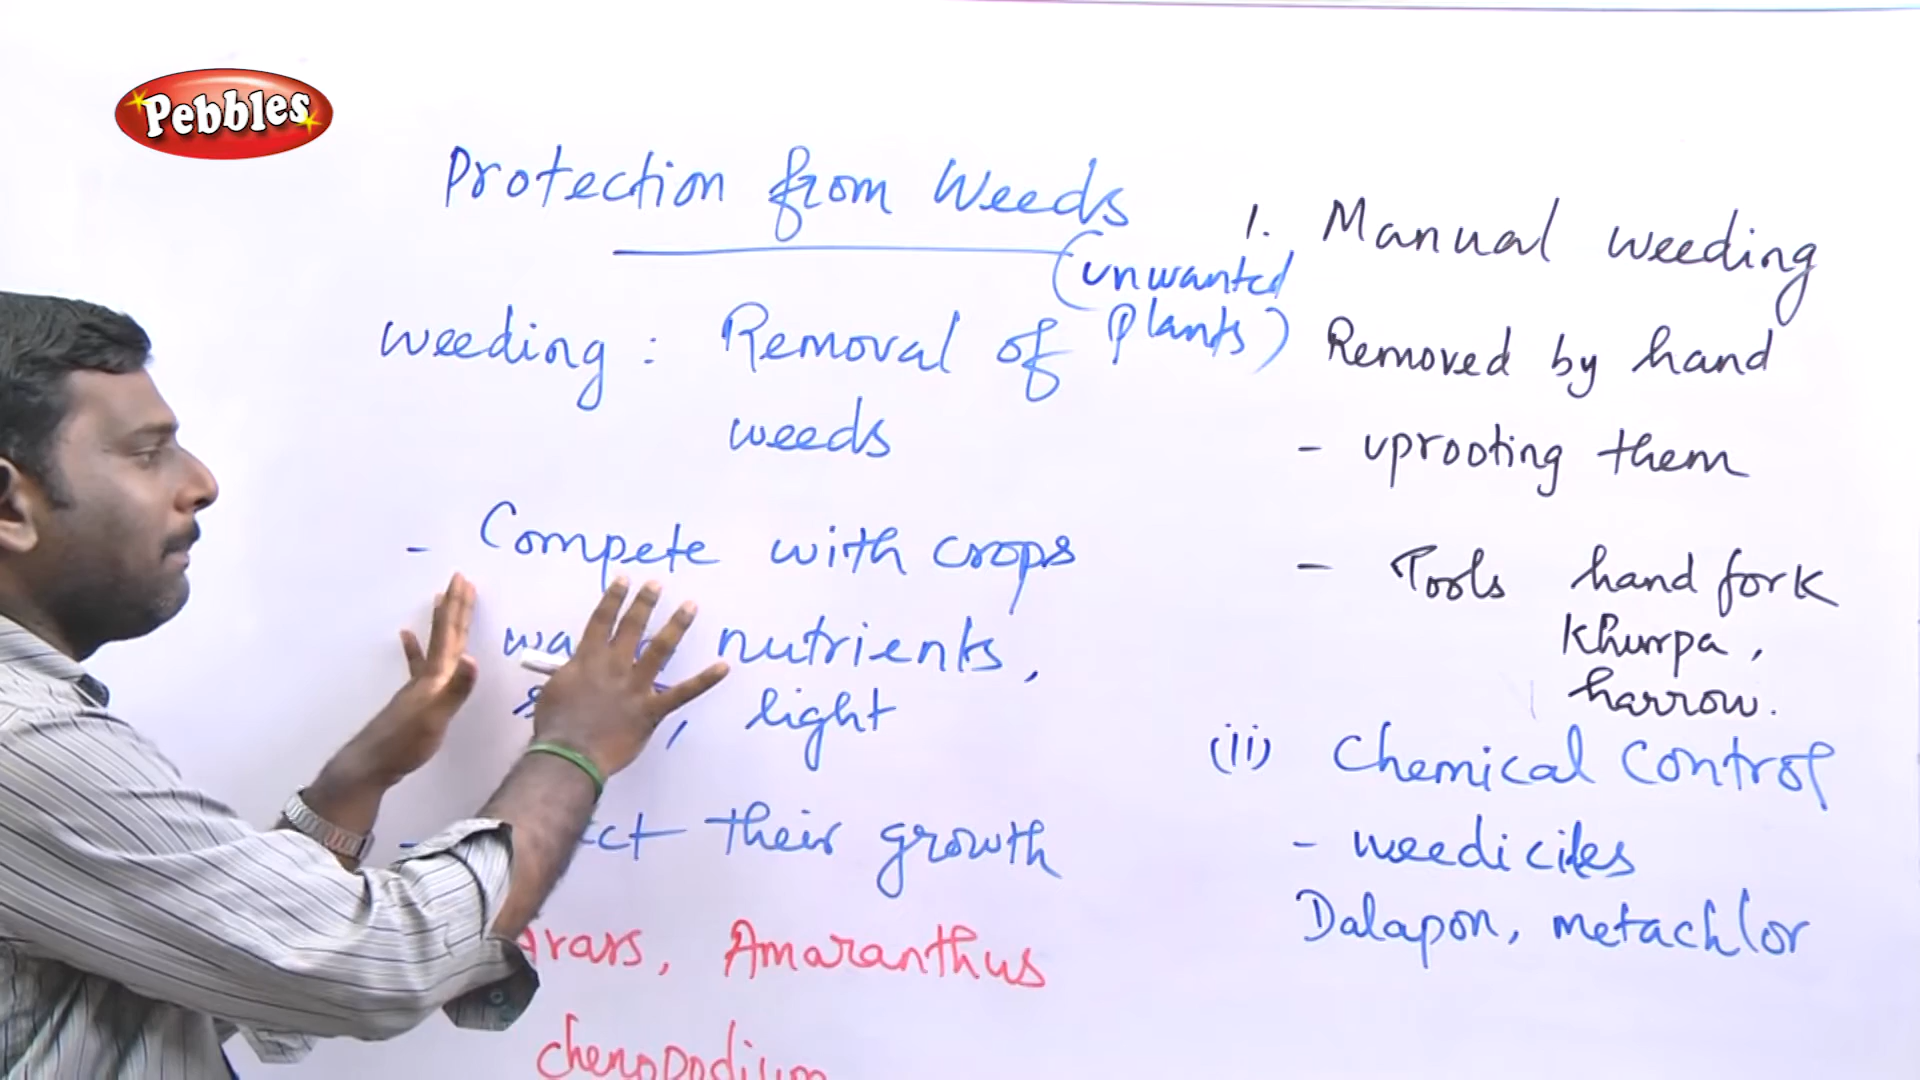 Pebbles
Protection from Weeds
(unwanted
plants)
weeding : Removal of
weeds
- Compete with crops
nutrients,
, light
- their growth
Amaranthus
chenopodium
1. Manual weeding
Removed by hand
- uprooting them
- Tools hand fork
Khurpa,
harrow.
(ii) Chemical Control
- weedicides
Dalapon, metachlor